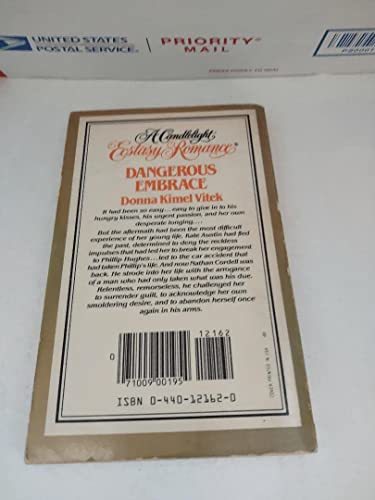 UNITED STATES
POSTAL SERVICE®
PRIORITY®
MAIL
A Candlelight
Ecstasy Romance®
DANGEROUS
EMBRACE
Donna Kimel Vitek
It had been so easy... easy to give in to his
hungry kisses, his urgent passion, and her own
desperate longing....
But the aftermath had been the most difficult
experience of her young life. Kate Austin had fled
the past, determined to deny the reckless
impulses that had led her to break her engagement
to Phillip Hughes... led to the car accident that
had taken Phillip's life. And now Nathan Cordell was
back. He strode into her life with the arrogance
of a man who had only taken what was his due.
Relentless, remorseless, he challenged her
to surrender guilt, to acknowledge her own
smoldering desire, and to abandon herself once
again in his arms.
12162
0
71009 00195
ISBN 0-440-12162-0